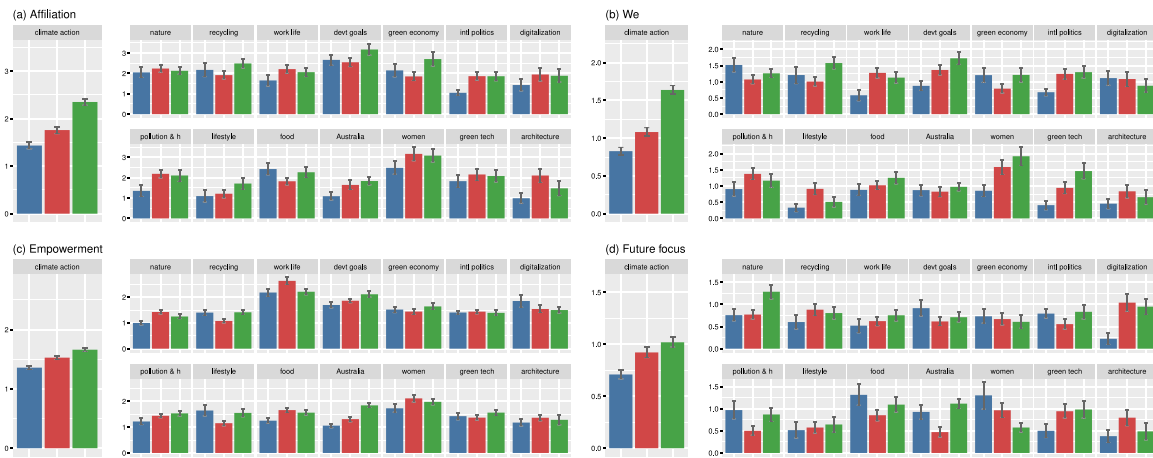 (a) Affiliation
climate action
3
2
1
0
nature
recycling
work life
devt goals
green economy
intl politics
digitalization
3
2
1
0
pollution & h
lifestyle
food
Australia
women
green tech
architecture
3
2
1
0
(b) We
climate action
2.0
1.5
1.0
0.5
0.0
nature
recycling
work life
devt goals
green economy
intl politics
digitalization
2.0
1.5
1.0
0.5
0.0
pollution & h
lifestyle
food
Australia
women
green tech
architecture
2.0
1.5
1.0
0.5
0.0
(c) Empowerment
climate action
2
1
0
nature
recycling
work life
devt goals
green economy
intl politics
digitalization
2
1
0
pollution & h
lifestyle
food
Australia
women
green tech
architecture
2
1
0
(d) Future focus
climate action
1.5
1.0
0.5
0.0
nature
recycling
work life
devt goals
green economy
intl politics
digitalization
1.5
1.0
0.5
0.0
pollution & h
lifestyle
food
Australia
women
green tech
architecture
1.5
1.0
0.5
0.0